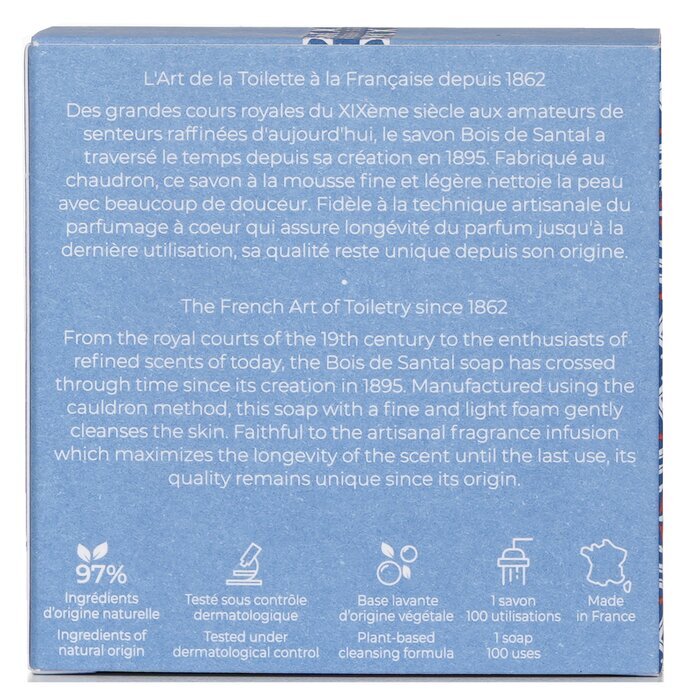 L'Art de la Toilette à la Française depuis 1862
Des grandes cours royales du XIXème siècle aux amateurs de
senteurs raffinées d'aujourd'hui, le savon Bois de Santal a
traversé le temps depuis sa création en 1895. Fabriqué au
chaudron, ce savon à la mousse fine et légère nettoie la peau
avec beaucoup de douceur. Fidèle à la technique artisanale du
parfumage à coeur qui assure longévité du parfum jusqu'à la
dernière utilisation, sa qualité reste unique depuis son origine.
•
The French Art of Toiletry since 1862
From the royal courts of the 19th century to the enthusiasts of
refined scents of today, the Bois de Santal soap has crossed
through time since its creation in 1895. Manufactured using the
cauldron method, this soap with a fine and light foam gently
cleanses the skin. Faithful to the artisanal fragrance infusion
which maximizes the longevity of the scent until the last use, its
quality remains unique since its origin.
97%
Ingrédients
d'origine naturelle
Ingredients of
natural origin
Testé sous contrôle
dermatologique
Tested under
dermatological control
Base lavante
d'origine végétale
Plant-based
cleansing formula
1 savon
100 utilisations
1 soap
100 uses
Made
in France